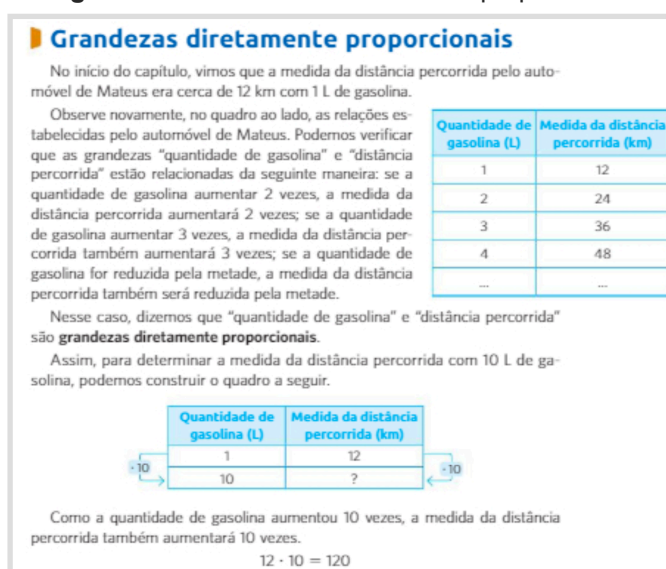 Grandezas diretamente proporcionais
No início do capítulo, vimos que a medida da distância percorrida pelo auto-
móvel de Mateus era cerca de 12 km com 1 L de gasolina.
Observe novamente, no quadro ao lado, as relações es-
tabelecidas pelo automóvel de Mateus. Podemos verificar
que as grandezas "quantidade de gasolina" e "distância
percorrida" estão relacionadas da seguinte maneira: se a
quantidade de gasolina aumentar 2 vezes, a medida da
distância percorrida aumentará 2 vezes; se a quantidade
de gasolina aumentar 3 vezes, a medida da distância per-
corrida também aumentará 3 vezes; se a quantidade de
gasolina for reduzida pela metade, a medida da distância
percorrida também será reduzida pela metade.
Quantidade de gasolina (L) Medida da distância percorrida (km)
1 12
2 24
3 36
4 48
... ...
Nesse caso, dizemos que "quantidade de gasolina" e "distância percorrida"
são grandezas diretamente proporcionais.
Assim, para determinar a medida da distância percorrida com 10 L de ga-
solina, podemos construir o quadro a seguir.
Quantidade de gasolina (L) Medida da distância percorrida (km)
1 12
· 10 · 10
10 ?
Como a quantidade de gasolina aumentou 10 vezes, a medida da distância
percorrida também aumentará 10 vezes.
12 · 10 = 120